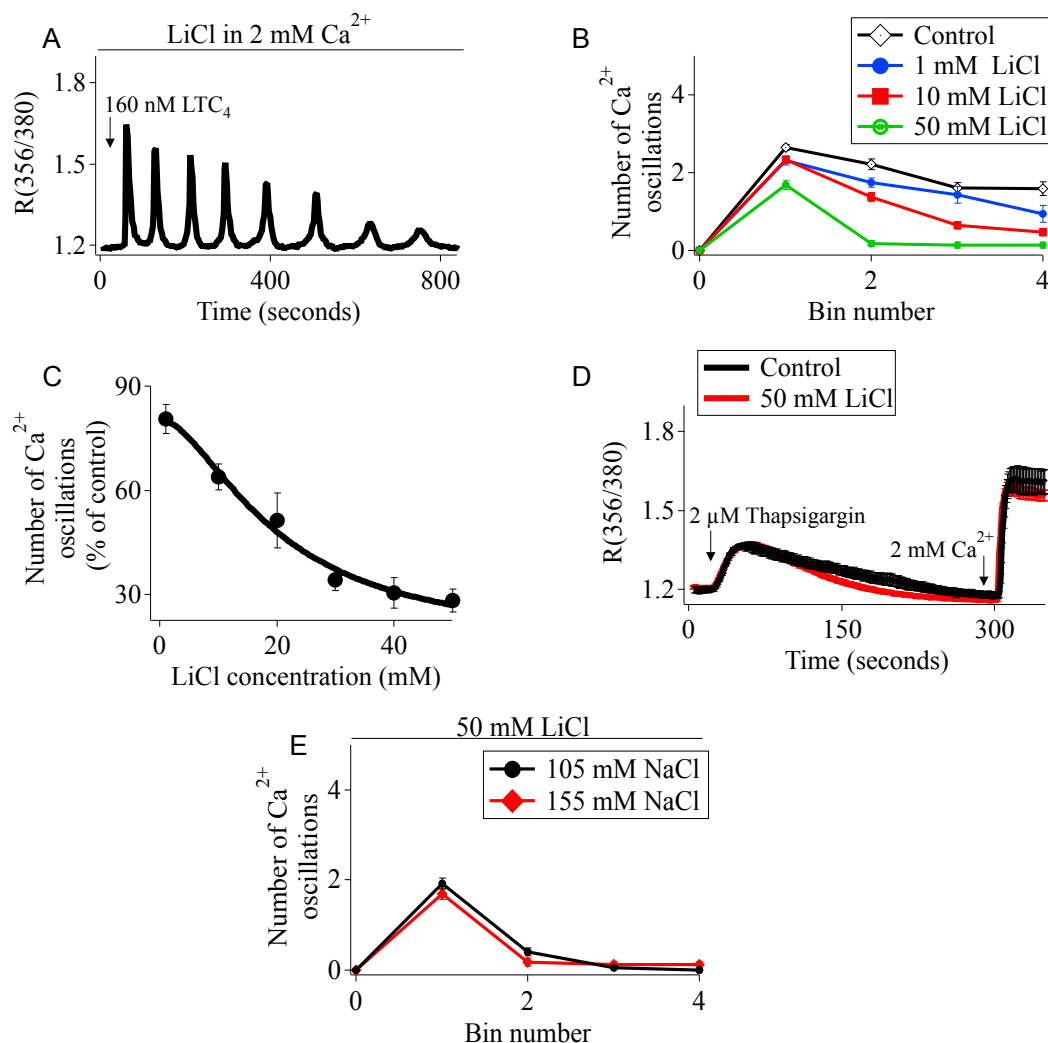 A
LiCl in 2 mM Ca²⁺
R(356/380)
1.8
1.5
1.2
160 nM LTC₄
0
400
800
Time (seconds)
B
Number of Ca²⁺
oscillations
4
2
0
Control
1 mM LiCl
10 mM LiCl
50 mM LiCl
0
2
4
Bin number
C
Number of Ca²⁺
oscillations
(% of control)
90
60
30
0
20
40
LiCl concentration (mM)
D
Control
50 mM LiCl
R(356/380)
1.8
1.5
1.2
2 µM Thapsigargin
2 mM Ca²⁺
0
150
300
Time (seconds)
E
50 mM LiCl
Number of Ca²⁺
oscillations
4
2
0
105 mM NaCl
155 mM NaCl
0
2
4
Bin number